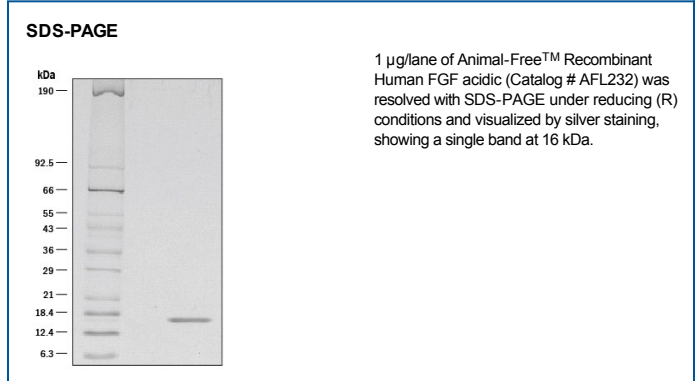 SDS-PAGE
kDa
190
92.5
66
55
43
36
29
21
18.4
12.4
6.3
1 µg/lane of Animal-Free™ Recombinant
Human FGF acidic (Catalog # AFL232) was
resolved with SDS-PAGE under reducing (R)
conditions and visualized by silver staining,
showing a single band at 16 kDa.